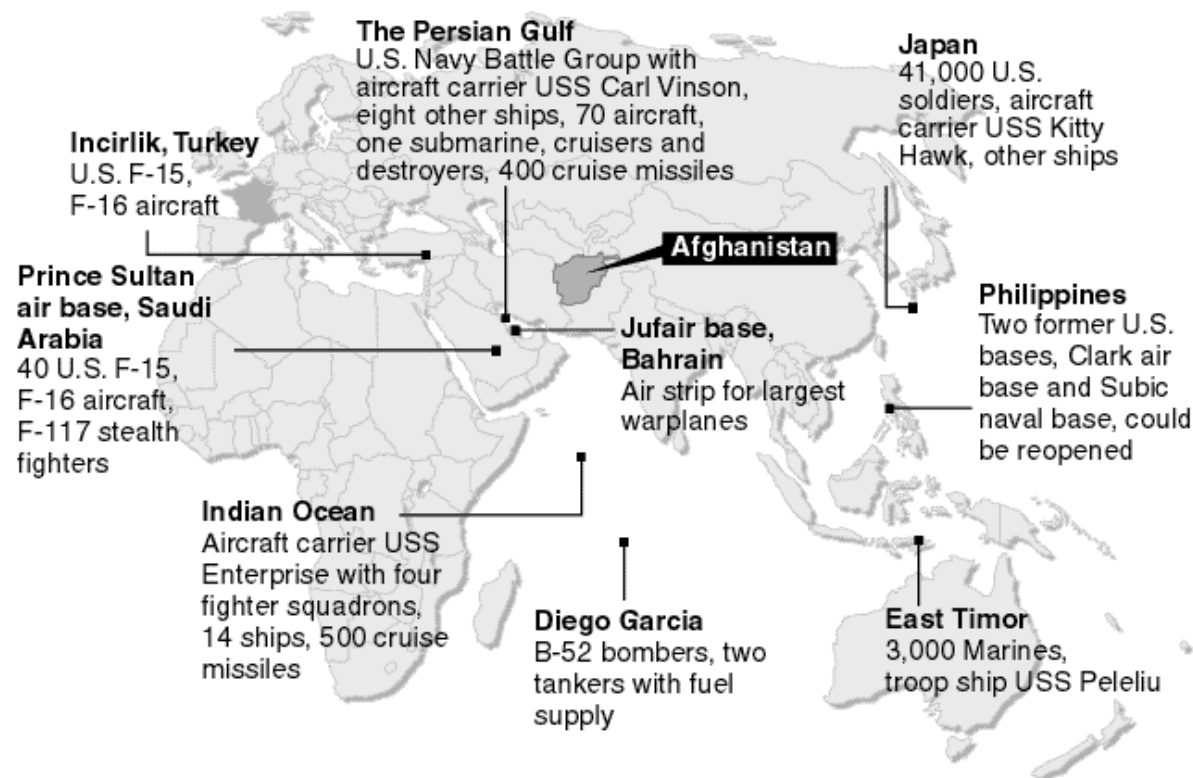 The Persian Gulf
U.S. Navy Battle Group with
aircraft carrier USS Carl Vinson,
eight other ships, 70 aircraft,
one submarine, cruisers and
destroyers, 400 cruise missiles
Japan
41,000 U.S.
soldiers, aircraft
carrier USS Kitty
Hawk, other ships
Incirlik, Turkey
U.S. F-15,
F-16 aircraft
Afghanistan
Prince Sultan
air base, Saudi
Arabia
40 U.S. F-15,
F-16 aircraft,
F-117 stealth
fighters
Jufair base,
Bahrain
Air strip for largest
warplanes
Philippines
Two former U.S.
bases, Clark air
base and Subic
naval base, could
be reopened
Indian Ocean
Aircraft carrier USS
Enterprise with four
fighter squadrons,
14 ships, 500 cruise
missiles
Diego Garcia
B-52 bombers, two
tankers with fuel
supply
East Timor
3,000 Marines,
troop ship USS Peleliu